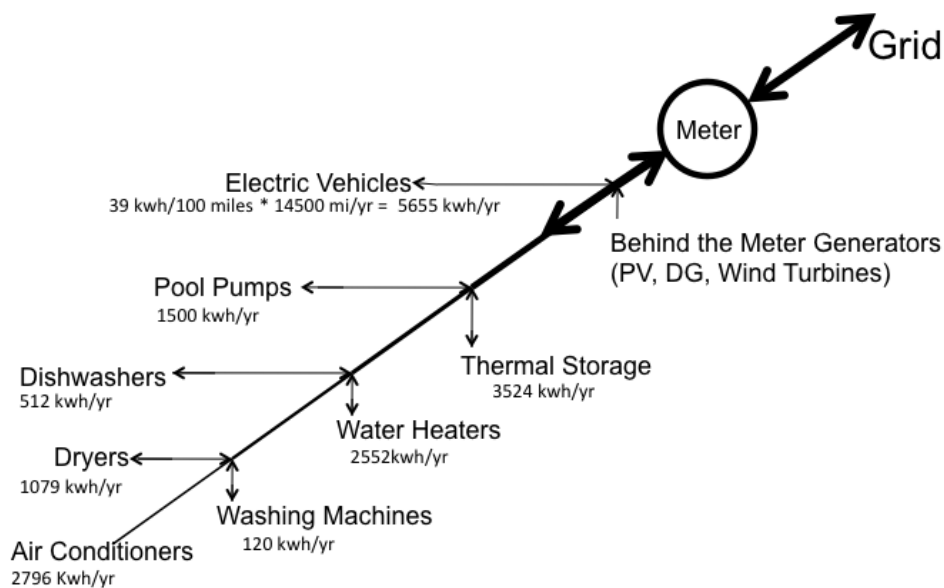 Grid
Meter
Electric Vehicles
39 kwh/100 miles * 14500 mi/yr = 5655 kwh/yr
Behind the Meter Generators
(PV, DG, Wind Turbines)
Pool Pumps
1500 kwh/yr
Thermal Storage
3524 kwh/yr
Dishwashers
512 kwh/yr
Water Heaters
2552kwh/yr
Dryers
1079 kwh/yr
Washing Machines
120 kwh/yr
Air Conditioners
2796 Kwh/yr